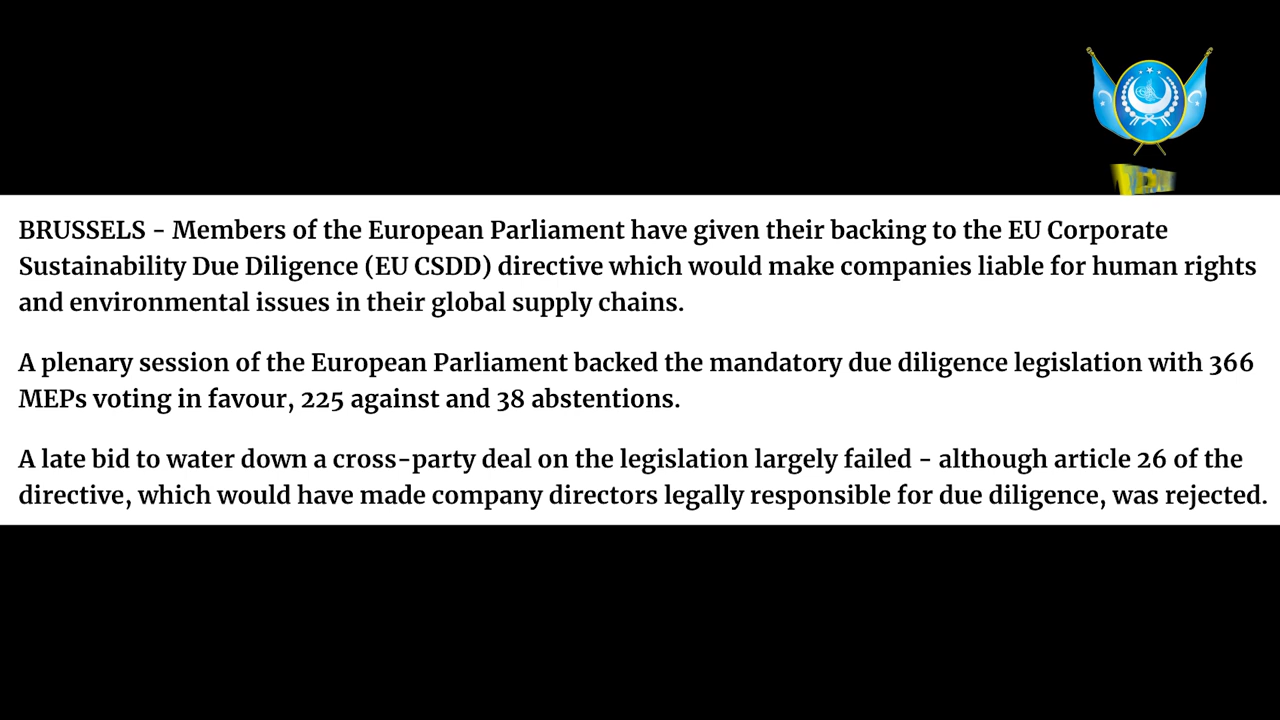 BRUSSELS - Members of the European Parliament have given their backing to the EU Corporate
Sustainability Due Diligence (EU CSDD) directive which would make companies liable for human rights
and environmental issues in their global supply chains.
A plenary session of the European Parliament backed the mandatory due diligence legislation with 366
MEPs voting in favour, 225 against and 38 abstentions.
A late bid to water down a cross-party deal on the legislation largely failed - although article 26 of the
directive, which would have made company directors legally responsible for due diligence, was rejected.